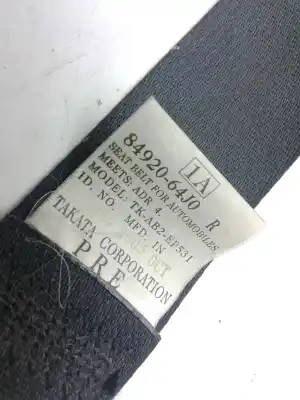 84920-64J0 1A R
SEAT BELT FOR AUTOMOBILES
MEETS: ADR 4.
MODEL: TK-AB2-EP531
ID. NO. MFD. IN
OCT
TAKATA CORPORATION
PRE